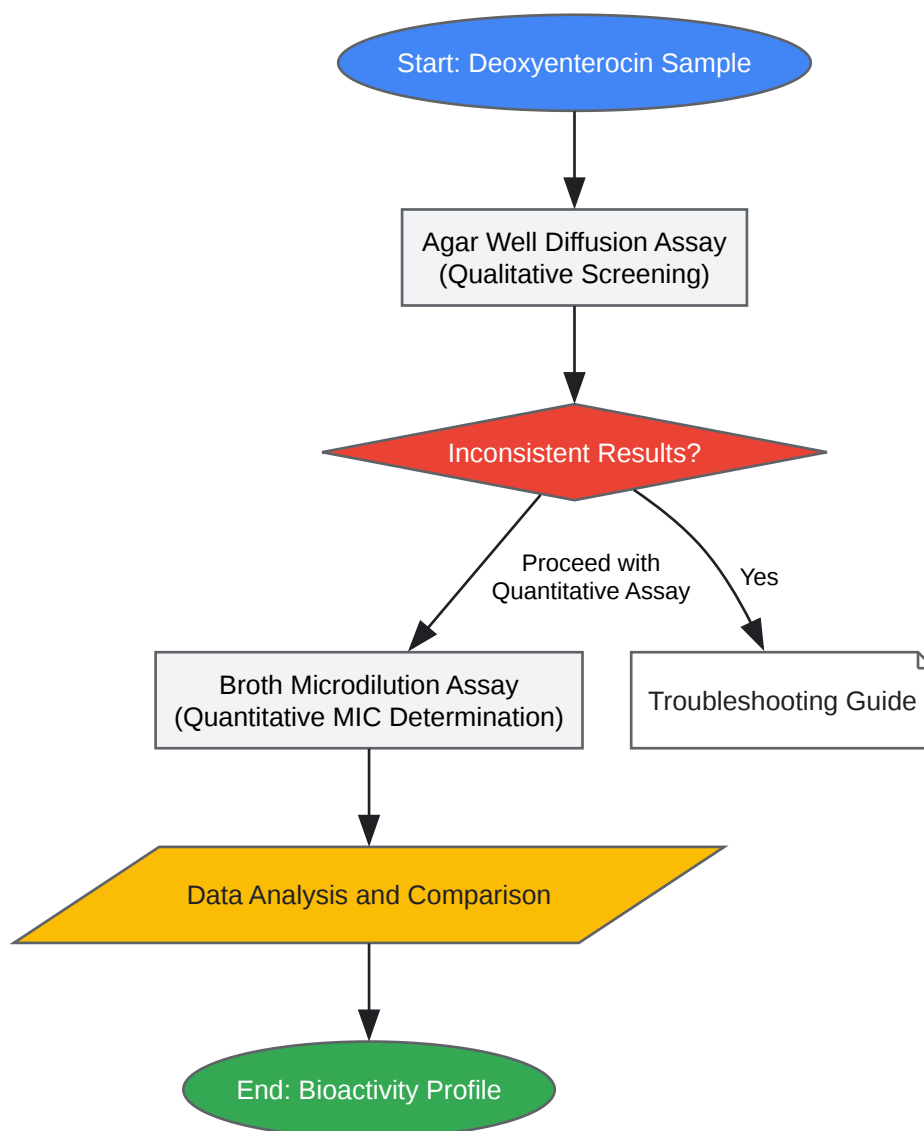 Start: Deoxyenterocin Sample
Agar Well Diffusion Assay
(Qualitative Screening)
Inconsistent Results?
Proceed with
Quantitative Assay
Yes
Broth Microdilution Assay
(Quantitative MIC Determination)
Troubleshooting Guide
Data Analysis and Comparison
End: Bioactivity Profile